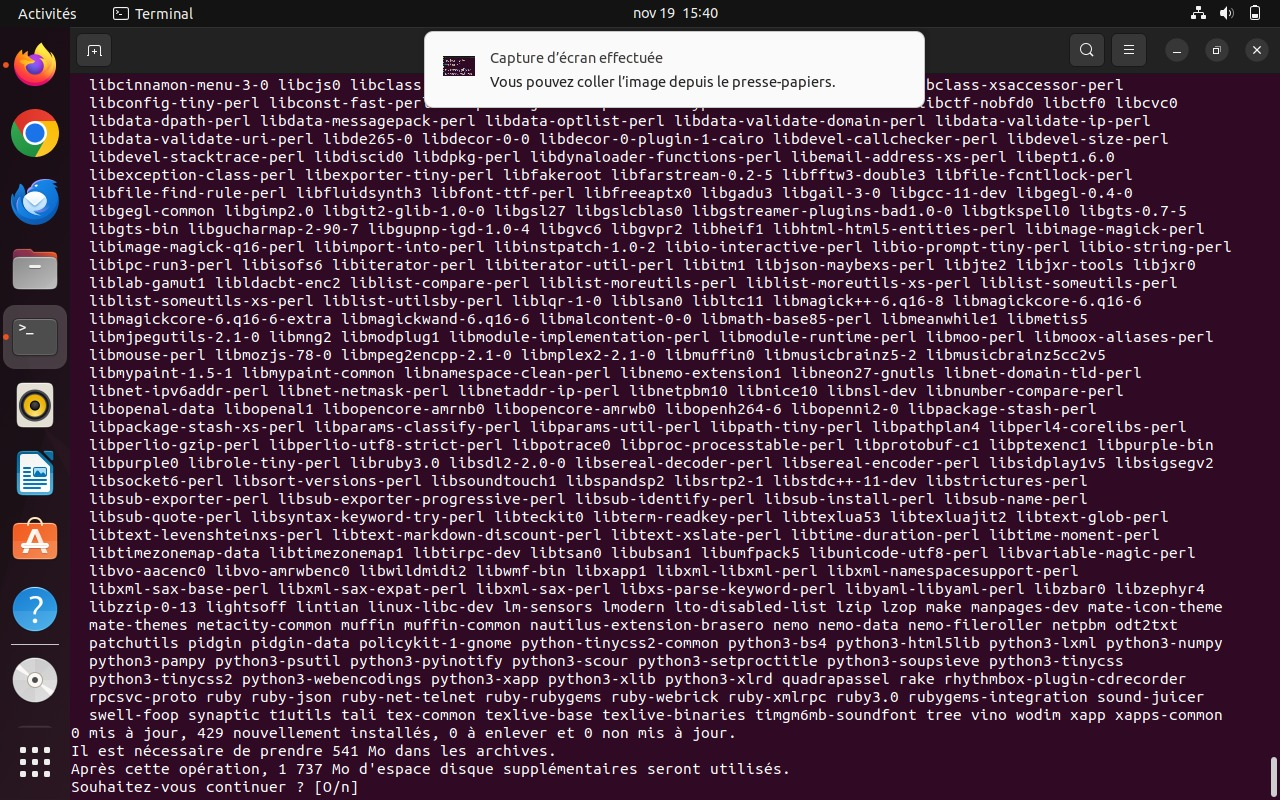 Activités Terminal nov 19 15:40
Capture d'écran effectuée
Vous pouvez coller l'image depuis le presse-papiers.
libcinnamon-menu-3-0 libcjs0 libclass bclass-xsaccessor-perl
libconfig-tiny-perl libconst-fast-perl libctf-nobfd0 libctf0 libcvc0
libdata-dpath-perl libdata-messagepack-perl libdata-optlist-perl libdata-validate-domain-perl libdata-validate-ip-perl
libdata-validate-uri-perl libde265-0 libdecor-0-0 libdecor-0-plugin-1-cairo libdevel-callchecker-perl libdevel-size-perl
libdevel-stacktrace-perl libdiscid0 libdpkg-perl libdynaloader-functions-perl libemail-address-xs-perl libept1.6.0
libexception-class-perl libexporter-tiny-perl libfakeroot libfarstream-0.2-5 libfftw3-double3 libfile-fcntllock-perl
libfile-find-rule-perl libfluidsynth3 libfont-ttf-perl libfreeaptx0 libgadu3 libgail-3-0 libgcc-11-dev libgegl-0.4-0
libgegl-common libgimp2.0 libgit2-glib-1.0-0 libgsl27 libgslcblas0 libgstreamer-plugins-bad1.0-0 libgtkspell0 libgts-0.7-5
libgts-bin libgucharmap-2-90-7 libgupnp-igd-1.0-4 libgvc6 libgvpr2 libheif1 libhtml-html5-entities-perl libimage-magick-perl
libimage-magick-q16-perl libimport-into-perl libinstpatch-1.0-2 libio-interactive-perl libio-prompt-tiny-perl libio-string-perl
libipc-run3-perl libisofs6 libiterator-perl libiterator-util-perl libitm1 libjson-maybexs-perl libjte2 libjxr-tools libjxr0
liblab-gamut1 libldacbt-enc2 liblist-compare-perl liblist-moreutils-perl liblist-moreutils-xs-perl liblist-someutils-perl
liblist-someutils-xs-perl liblist-utilsby-perl liblqr-1-0 liblsan0 libltc11 libmagick++-6.q16-8 libmagickcore-6.q16-6
libmagickcore-6.q16-6-extra libmagickwand-6.q16-6 libmalcontent-0-0 libmath-base85-perl libmeanwhile1 libmetis5
libmjpegutils-2.1-0 libmng2 libmodplug1 libmodule-implementation-perl libmodule-runtime-perl libmoo-perl libmoox-aliases-perl
libmouse-perl libmozjs-78-0 libmpeg2encpp-2.1-0 libmplex2-2.1-0 libmuffin0 libmusicbrainz5-2 libmusicbrainz5cc2v5
libmypaint-1.5-1 libmypaint-common libnamespace-clean-perl libnemo-extension1 libneon27-gnutls libnet-domain-tld-perl
libnet-ipv6addr-perl libnet-netmask-perl libnetaddr-ip-perl libnetpbm10 libnice10 libnsl-dev libnumber-compare-perl
libopenal-data libopenal1 libopencore-amrnb0 libopencore-amrwb0 libopenh264-6 libopenni2-0 libpackage-stash-perl
libpackage-stash-xs-perl libparams-classify-perl libparams-util-perl libpath-tiny-perl libpathplan4 libperl4-corelibs-perl
libperlio-gzip-perl libperlio-utf8-strict-perl libpotrace0 libproc-processtable-perl libprotobuf-c1 libptexenc1 libpurple-bin
libpurple0 librole-tiny-perl libruby3.0 libsdl2-2.0-0 libsereal-decoder-perl libsereal-encoder-perl libsidplay1v5 libsigsegv2
libsocket6-perl libsort-versions-perl libsoundtouch1 libspandsp2 libsrtp2-1 libstdc++-11-dev libstrictures-perl
libsub-exporter-perl libsub-exporter-progressive-perl libsub-identify-perl libsub-install-perl libsub-name-perl
libsub-quote-perl libsyntax-keyword-try-perl libteckit0 libterm-readkey-perl libtexlua53 libtexluajit2 libtext-glob-perl
libtext-levenshteinxs-perl libtext-markdown-discount-perl libtext-xslate-perl libtime-duration-perl libtime-moment-perl
libtimezonemap-data libtimezonemap1 libtirpc-dev libtsan0 libubsan1 libumfpack5 libunicode-utf8-perl libvariable-magic-perl
libvo-aacenc0 libvo-amrwbenc0 libwildmidi2 libwmf-bin libxapp1 libxml-libxml-perl libxml-namespacesupport-perl
libxml-sax-base-perl libxml-sax-expat-perl libxml-sax-perl libxs-parse-keyword-perl libyaml-libyaml-perl libzbar0 libzephyr4
libzzip-0-13 lightsoff lintian linux-libc-dev lm-sensors lmodern lto-disabled-list lzip lzop make manpages-dev mate-icon-theme
mate-themes metacity-common muffin muffin-common nautilus-extension-brasero nemo nemo-data nemo-fileroller netpbm odt2txt
patchutils pidgin pidgin-data policykit-1-gnome python-tinycss2-common python3-bs4 python3-html5lib python3-lxml python3-numpy
python3-pampy python3-psutil python3-pyinotify python3-scour python3-setproctitle python3-soupsieve python3-tinycss
python3-tinycss2 python3-webencodings python3-xapp python3-xlib python3-xlrd quadrapassel rake rhythmbox-plugin-cdrecorder
rpcsvc-proto ruby ruby-json ruby-net-telnet ruby-rubygems ruby-webrick ruby-xmlrpc ruby3.0 rubygems-integration sound-juicer
swell-foop synaptic t1utils tali tex-common texlive-base texlive-binaries timgm6mb-soundfont tree vino wodim xapp xapps-common
0 mis à jour, 429 nouvellement installés, 0 à enlever et 0 non mis à jour.
Il est nécessaire de prendre 541 Mo dans les archives.
Après cette opération, 1 737 Mo d'espace disque supplémentaires seront utilisés.
Souhaitez-vous continuer ? [O/n]